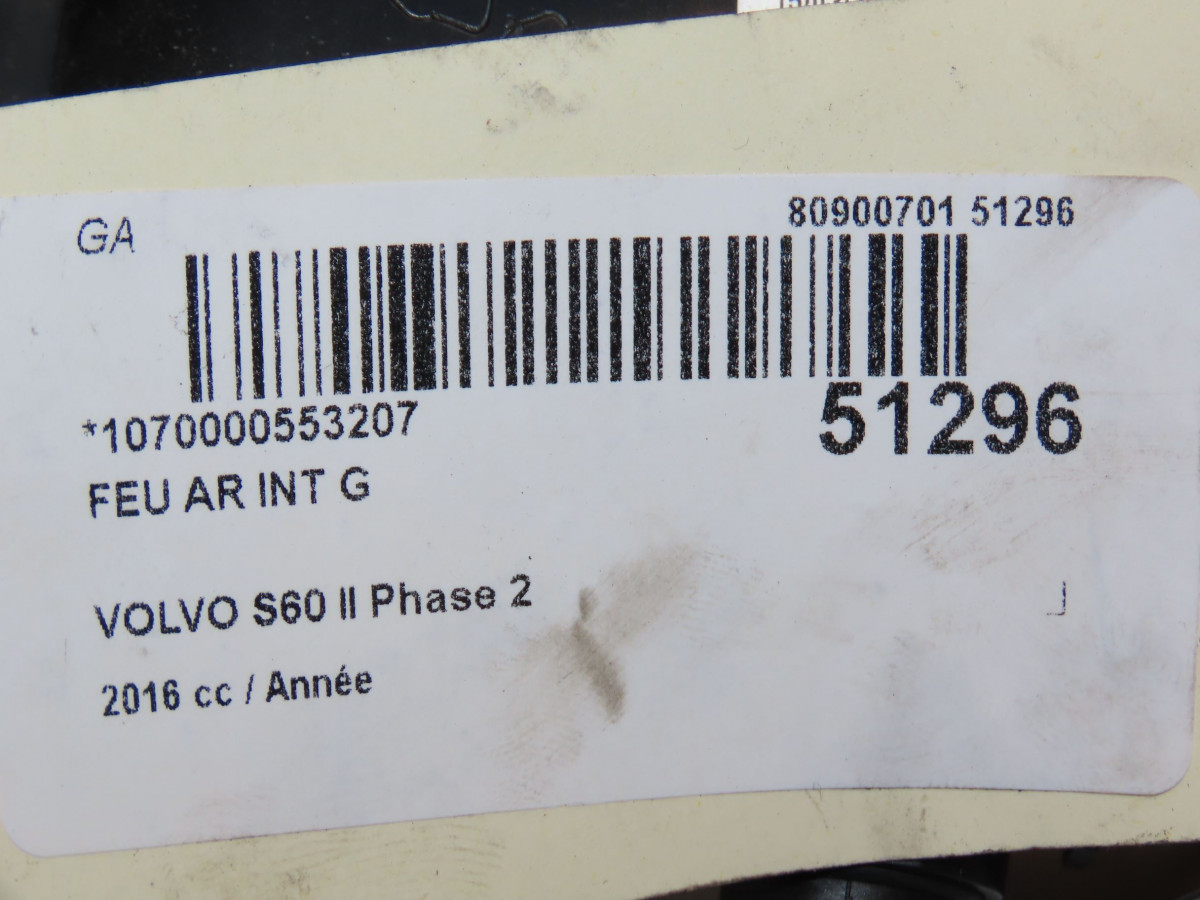 GA
80900701 51296
*1070000553207
51296
FEU AR INT G
VOLVO S60 II Phase 2
2016 cc / Année